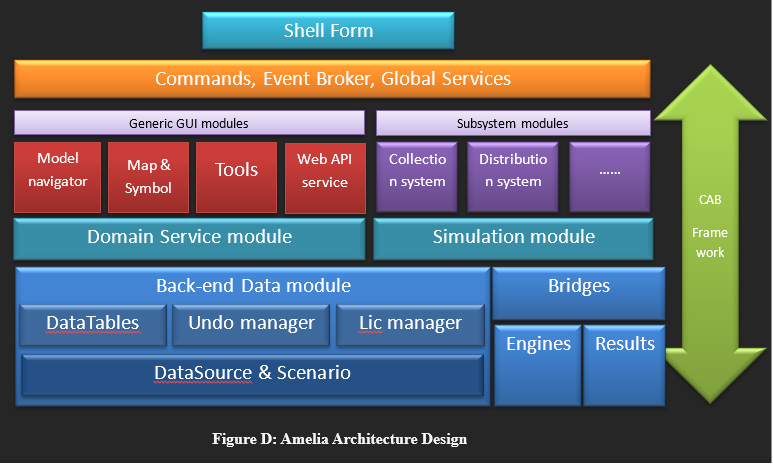 Shell Form
Commands, Event Broker, Global Services
Generic GUI modules
Subsystem modules
Model
navigator
Map &
Symbol
Tools
Web API
service
Collectio
n system
Distributio
n system
......
CAB
Frame
work
Domain Service module
Simulation module
Back-end Data module
Bridges
DataTables
Undo manager
Lic manager
Engines
Results
DataSource & Scenario
Figure D: Amelia Architecture Design